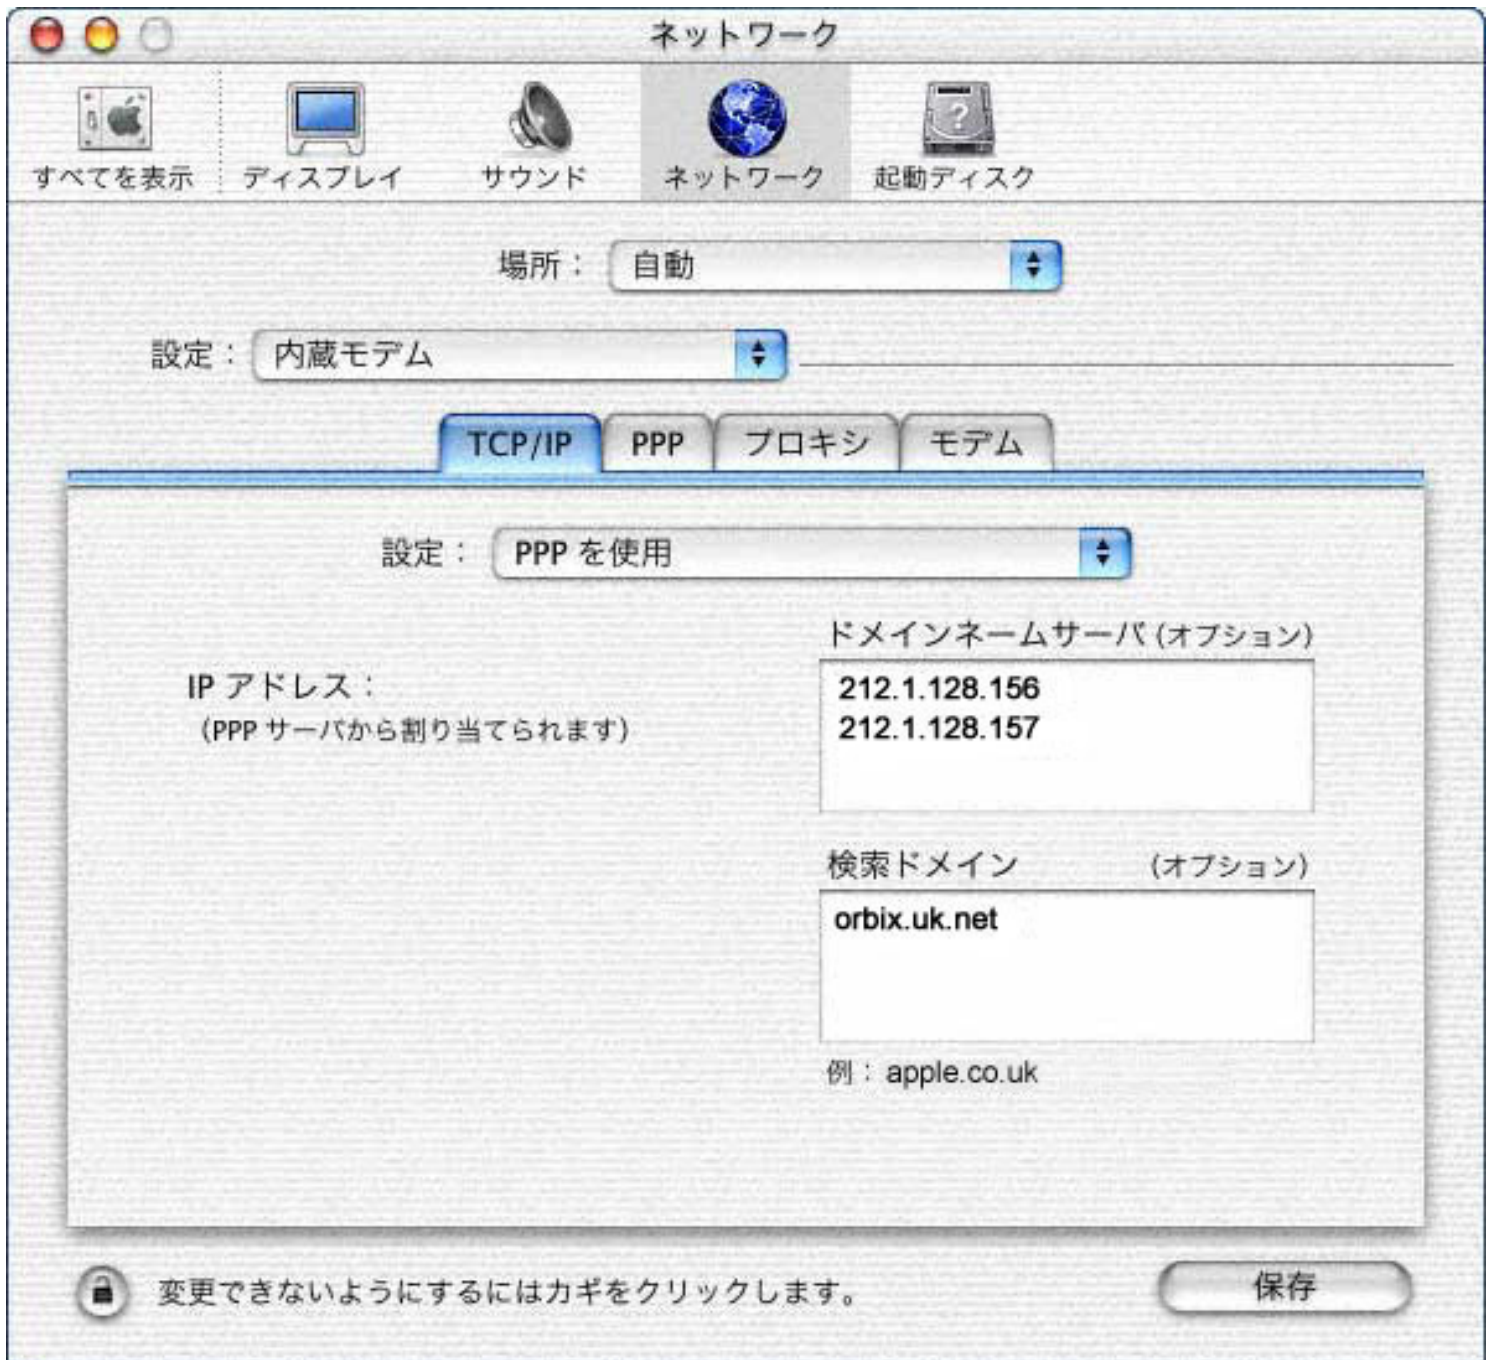 ネットワーク
すべてを表示 ディスプレイ サウンド ネットワーク 起動ディスク
場所： 自動
設定： 内蔵モデム
TCP/IP PPP プロキシ モデム
設定： PPP を使用
ドメインネームサーバ (オプション)
IP アドレス：
212.1.128.156
（PPP サーバから割り当てられます）
212.1.128.157
検索ドメイン (オプション)
orbix.uk.net
例： apple.co.uk
変更できないようにするにはカギをクリックします。 保存